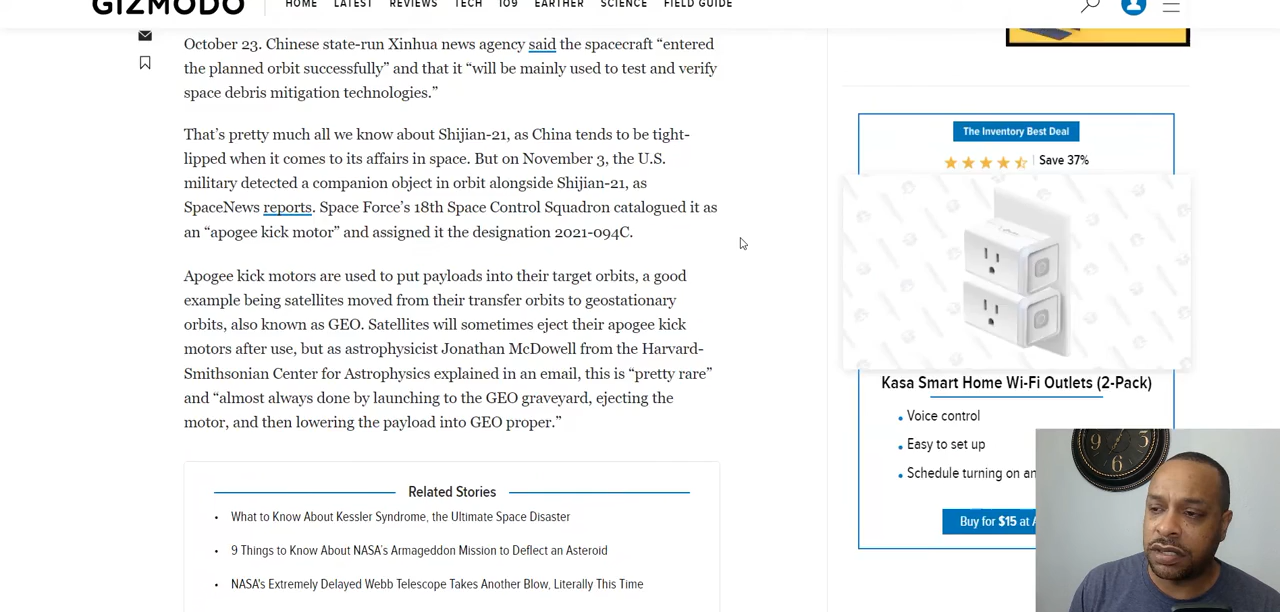 GIZMODO
HOME LATEST REVIEWS TECH IO9 EARTHER SCIENCE FIELD GUIDE
October 23. Chinese state-run Xinhua news agency said the spacecraft “entered
the planned orbit successfully” and that it “will be mainly used to test and verify
space debris mitigation technologies.”
That’s pretty much all we know about Shijian-21, as China tends to be tight-
lipped when it comes to its affairs in space. But on November 3, the U.S.
military detected a companion object in orbit alongside Shijian-21, as
SpaceNews reports. Space Force’s 18th Space Control Squadron catalogued it as
an “apogee kick motor” and assigned it the designation 2021-094C.
Apogee kick motors are used to put payloads into their target orbits, a good
example being satellites moved from their transfer orbits to geostationary
orbits, also known as GEO. Satellites will sometimes eject their apogee kick
motors after use, but as astrophysicist Jonathan McDowell from the Harvard-
Smithsonian Center for Astrophysics explained in an email, this is “pretty rare”
and “almost always done by launching to the GEO graveyard, ejecting the
motor, and then lowering the payload into GEO proper.”
Related Stories
• What to Know About Kessler Syndrome, the Ultimate Space Disaster
• 9 Things to Know About NASA's Armageddon Mission to Deflect an Asteroid
• NASA's Extremely Delayed Webb Telescope Takes Another Blow, Literally This Time
The Inventory Best Deal
Save 37%
Kasa Smart Home Wi-Fi Outlets (2-Pack)
• Voice control
• Easy to set up
• Schedule turning on
Buy for $15 at
9 3
6